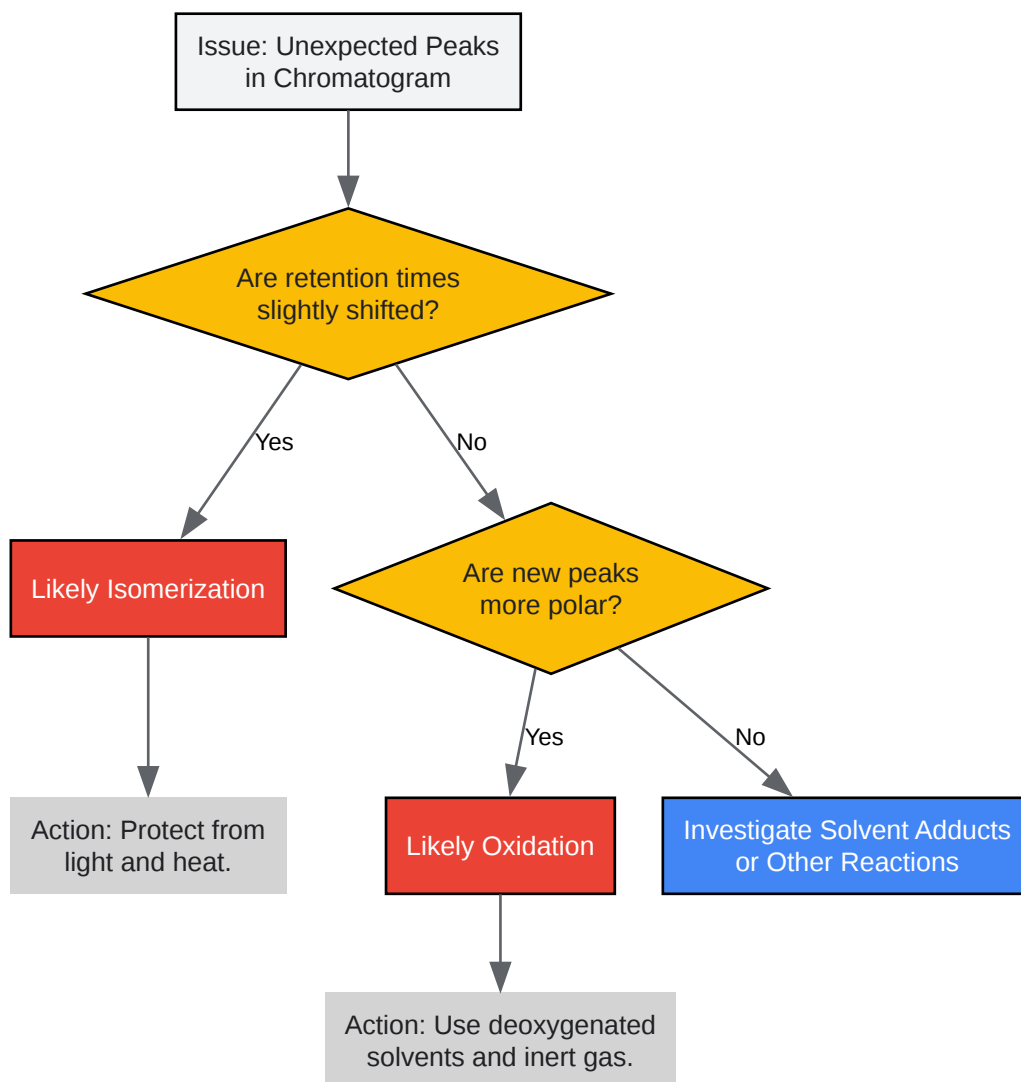 Issue: Unexpected Peaks
in Chromatogram
Are retention times
slightly shifted?
Yes
No
Likely Isomerization
Are new peaks
more polar?
Yes
No
Action: Protect from
light and heat.
Likely Oxidation
Investigate Solvent Adducts
or Other Reactions
Action: Use deoxygenated
solvents and inert gas.